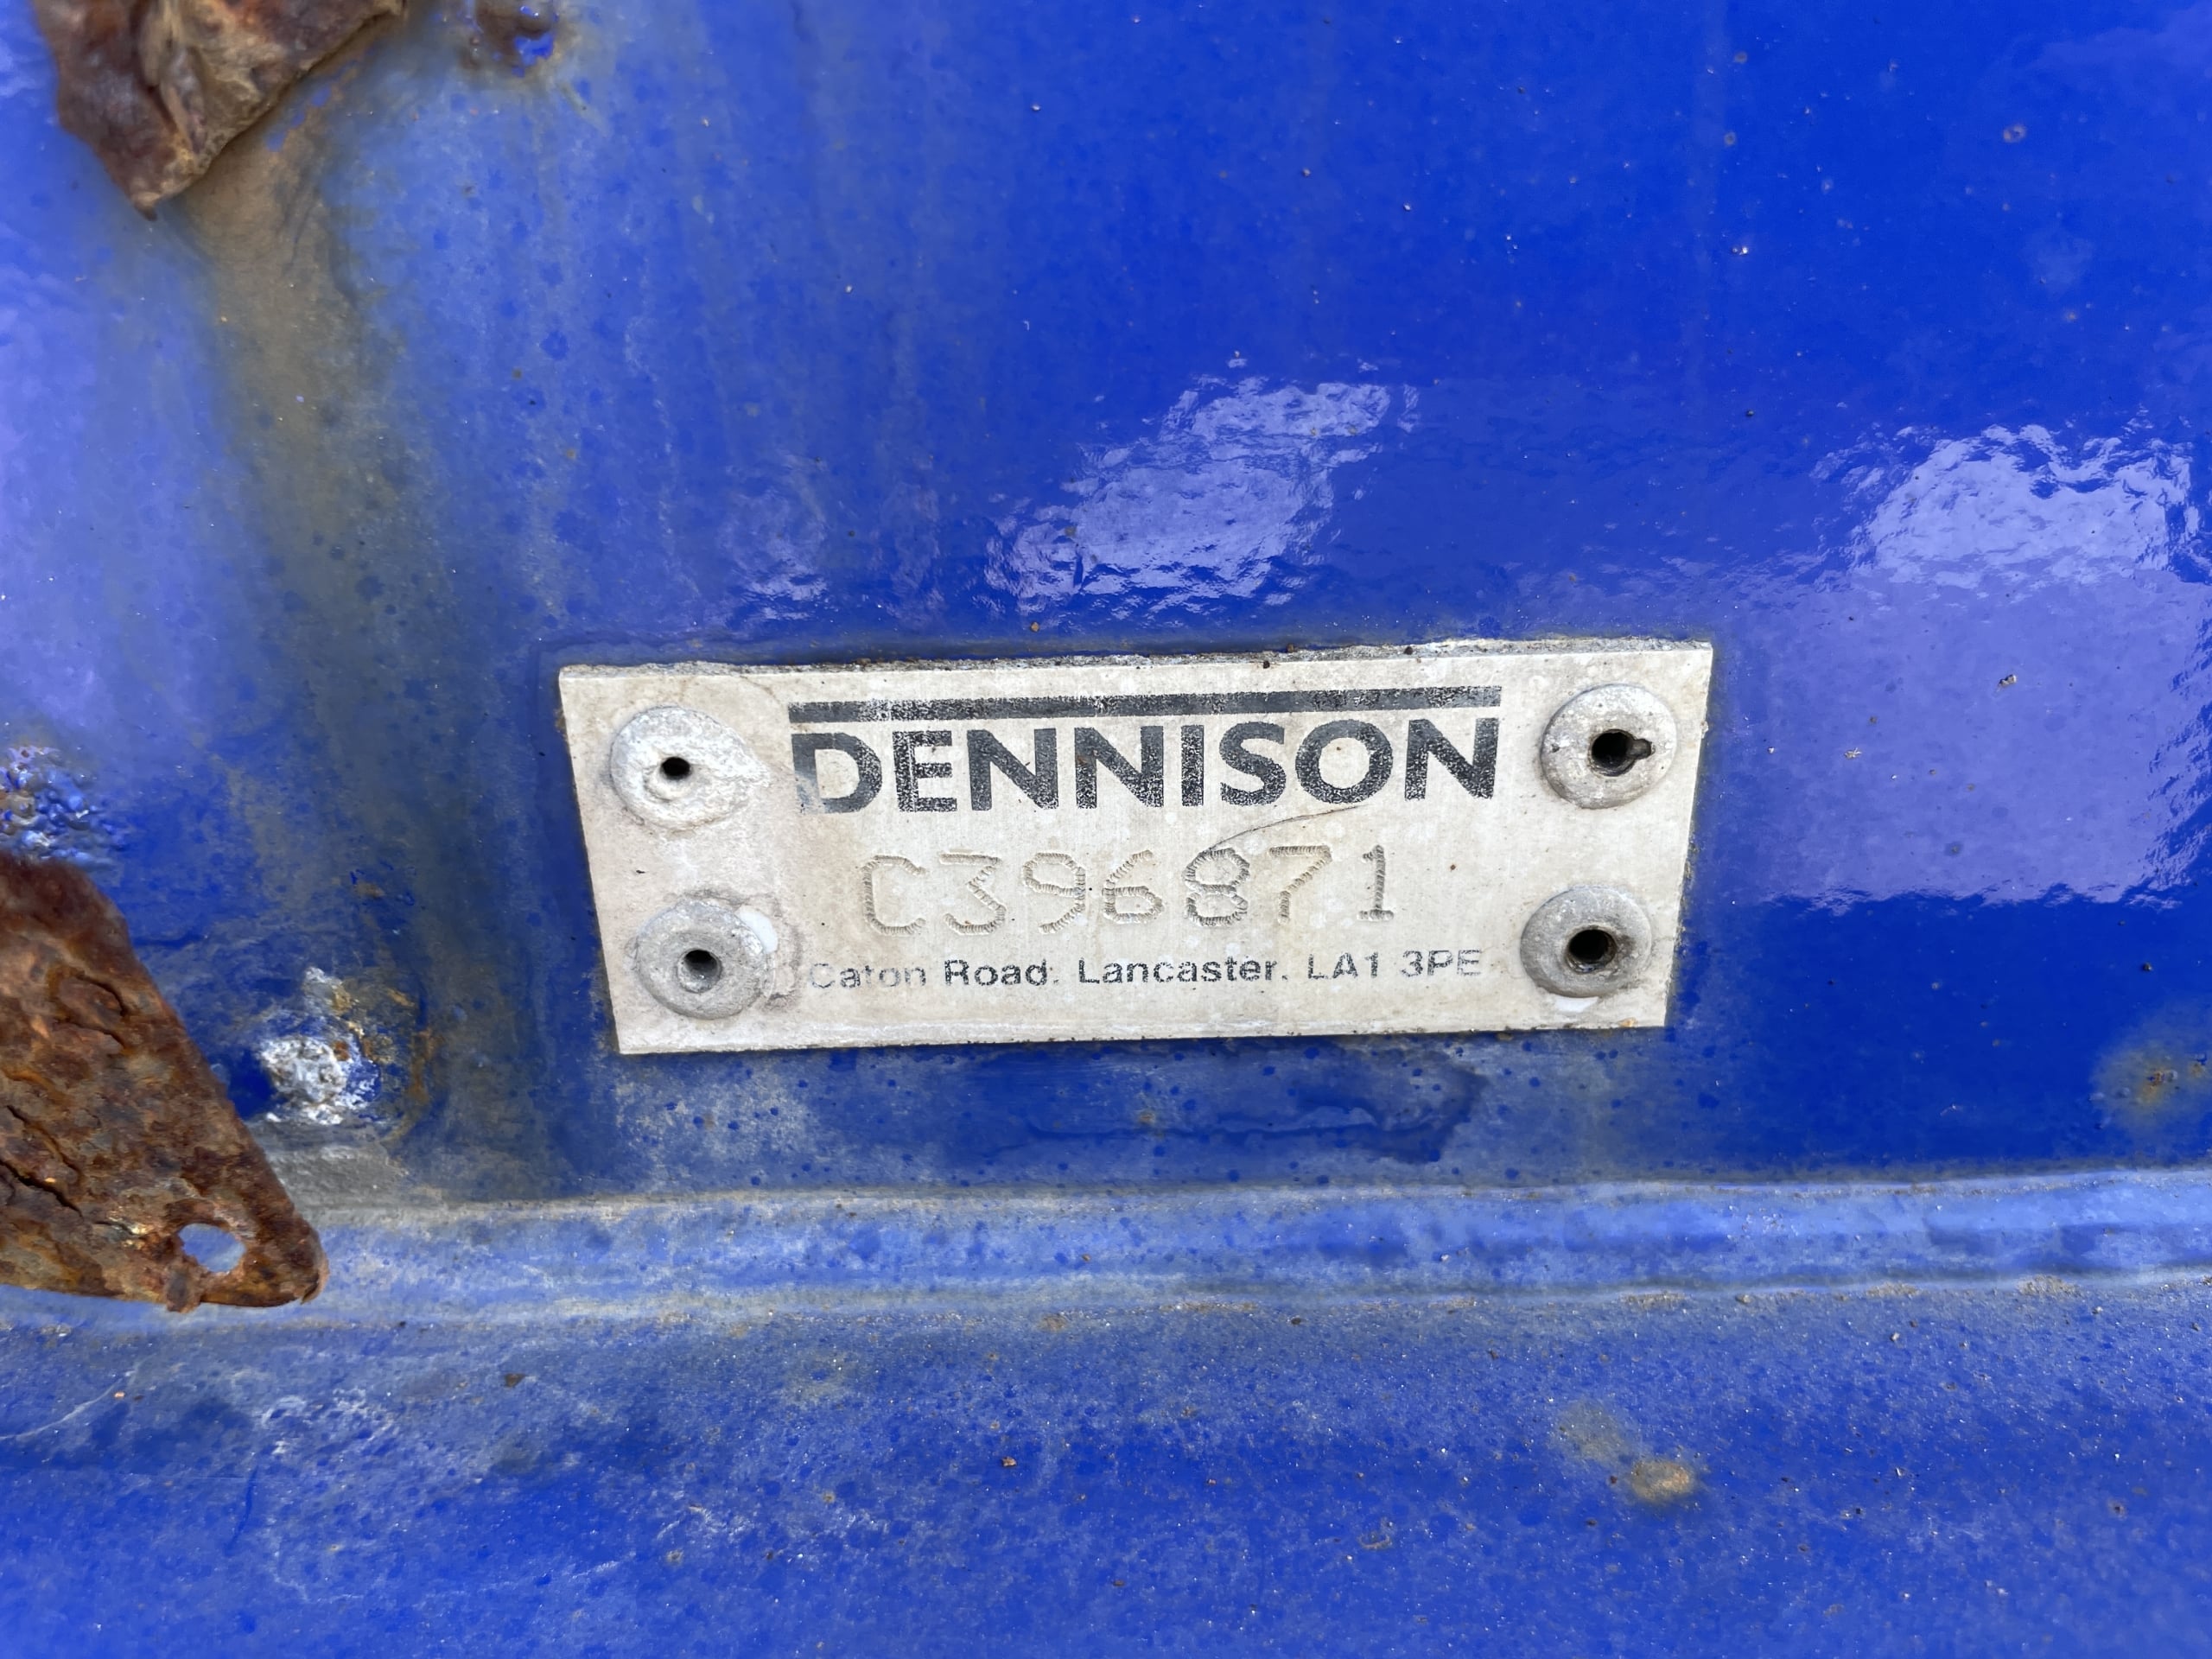 DENNISON
C396871
Caton Road. Lancaster. LA1 3PE